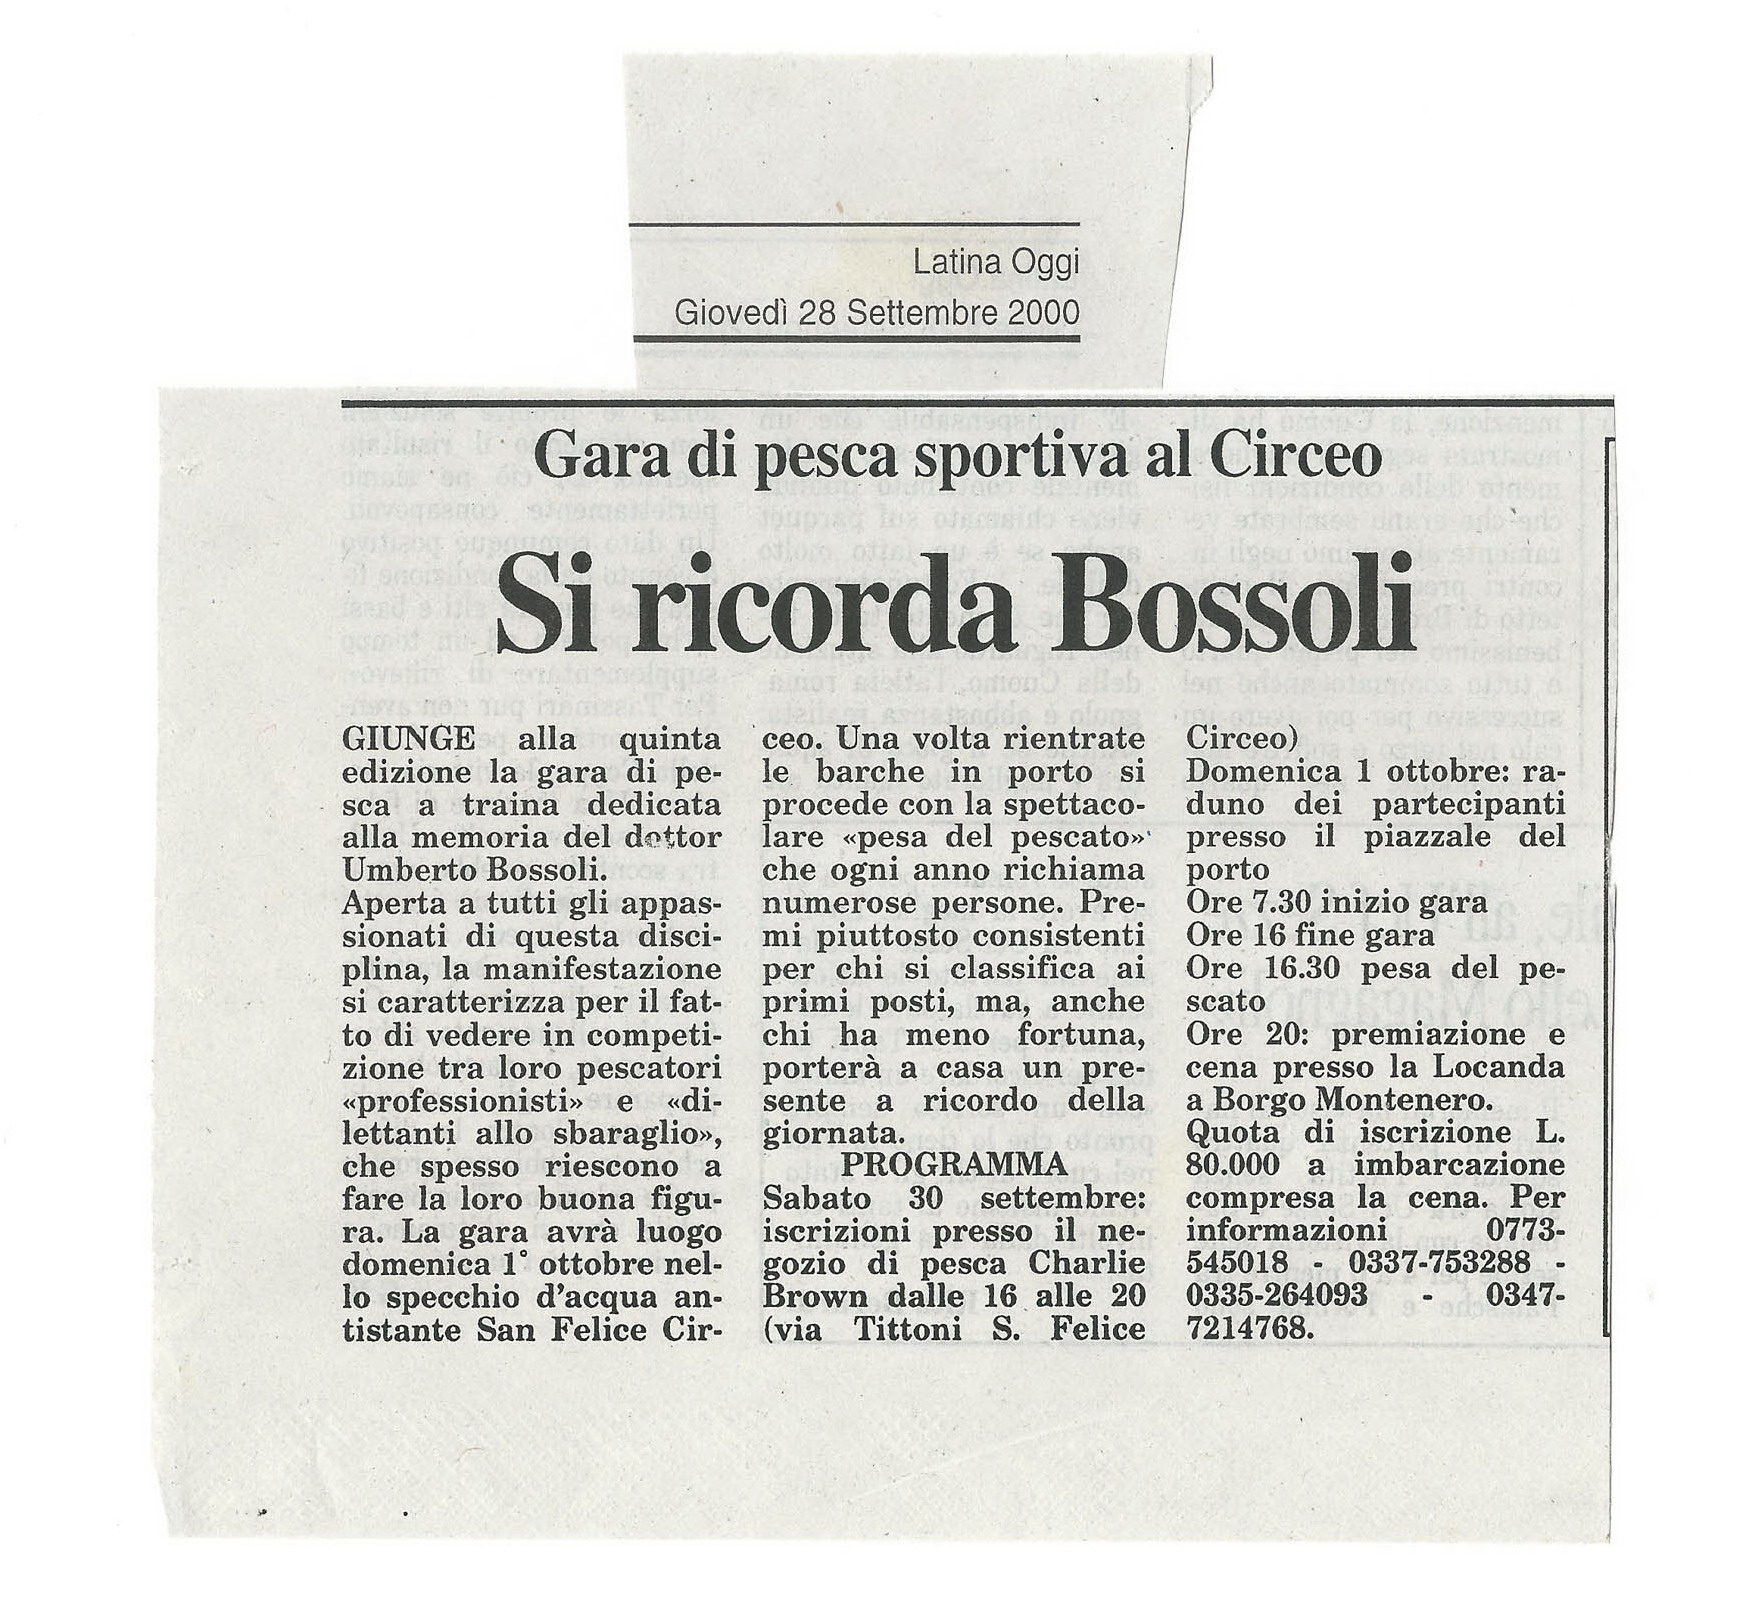 Latina Oggi
Giovedì 28 Settembre 2000
Gara di pesca sportiva al Circeo
Si ricorda Bossoli
GIUNGE alla quinta
edizione la gara di pe-
sca a traina dedicata
alla memoria del dottor
Umberto Bossoli.
Aperta a tutti gli appas-
sionati di questa disci-
plina, la manifestazione
si caratterizza per il fat-
to di vedere in competi-
zione tra loro pescatori
«professionisti» e «di-
lettanti allo sbaraglio»,
che spesso riescono a
fare la loro buona figu-
ra. La gara avrà luogo
domenica 1° ottobre nel-
lo specchio d'acqua an-
tistante San Felice Cir-
ceo. Una volta rientrate
le barche in porto si
procede con la spettaco-
lare «pesa del pescato»
che ogni anno richiama
numerose persone. Pre-
mi piuttosto consistenti
per chi si classifica ai
primi posti, ma, anche
chi ha meno fortuna,
porterà a casa un pre-
sente a ricordo della
giornata.
PROGRAMMA
Sabato 30 settembre:
iscrizioni presso il ne-
gozio di pesca Charlie
Brown dalle 16 alle 20
(via Tittoni S. Felice
Circeo)
Domenica 1 ottobre: ra-
duno dei partecipanti
presso il piazzale del
porto
Ore 7.30 inizio gara
Ore 16 fine gara
Ore 16.30 pesa del pe-
scato
Ore 20: premiazione e
cena presso la Locanda
a Borgo Montenero.
Quota di iscrizione L.
80.000 a imbarcazione
compresa la cena. Per
informazioni 0773-
545018 - 0337-753288 -
0335-264093 - 0347-
7214768.